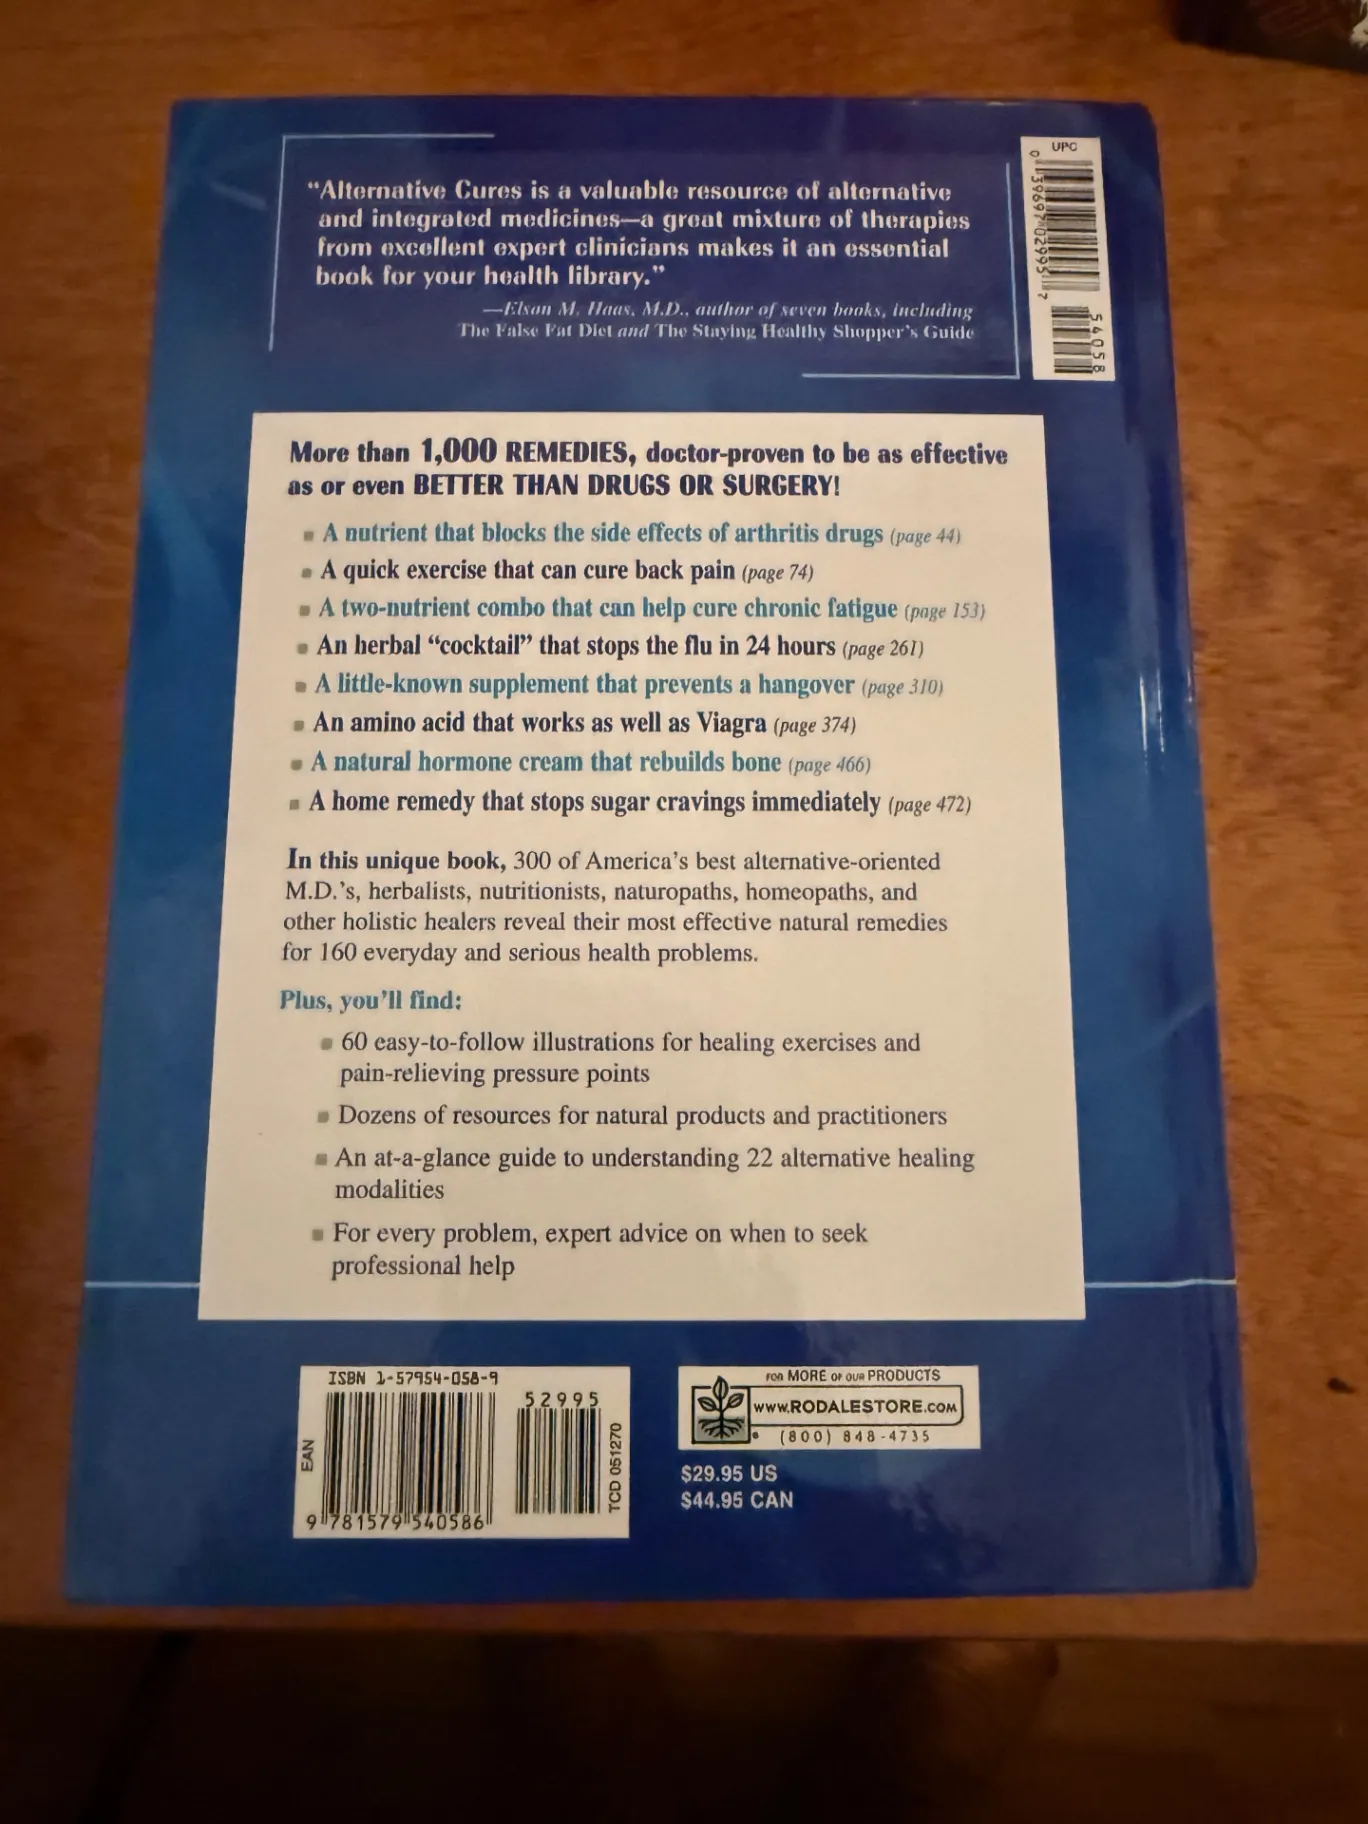 "Alternative Cures is a valuable resource of alternative
and integrated medicines—a great mixture of therapies
from excellent expert clinicians makes it an essential
book for your health library."
—Elson M. Haas, M.D., author of seven books, including
The False Fat Diet and The Staying Healthy Shopper's Guide
UPC
0 39697 02995 7
54058
More than 1,000 REMEDIES, doctor-proven to be as effective
as or even BETTER THAN DRUGS OR SURGERY!
▪ A nutrient that blocks the side effects of arthritis drugs (page 44)
▪ A quick exercise that can cure back pain (page 74)
▪ A two-nutrient combo that can help cure chronic fatigue (page 153)
▪ An herbal "cocktail" that stops the flu in 24 hours (page 261)
▪ A little-known supplement that prevents a hangover (page 310)
▪ An amino acid that works as well as Viagra (page 374)
▪ A natural hormone cream that rebuilds bone (page 466)
▪ A home remedy that stops sugar cravings immediately (page 472)
In this unique book, 300 of America's best alternative-oriented
M.D.'s, herbalists, nutritionists, naturopaths, homeopaths, and
other holistic healers reveal their most effective natural remedies
for 160 everyday and serious health problems.
Plus, you'll find:
▪ 60 easy-to-follow illustrations for healing exercises and
pain-relieving pressure points
▪ Dozens of resources for natural products and practitioners
▪ An at-a-glance guide to understanding 22 alternative healing
modalities
▪ For every problem, expert advice on when to seek
professional help
ISBN 1-57954-058-9
52995
EAN
9 781579 540586
TCD 051270
FOR MORE OF OUR PRODUCTS
WWW.RODALESTORE.COM
(800) 848-4735
$29.95 US
$44.95 CAN